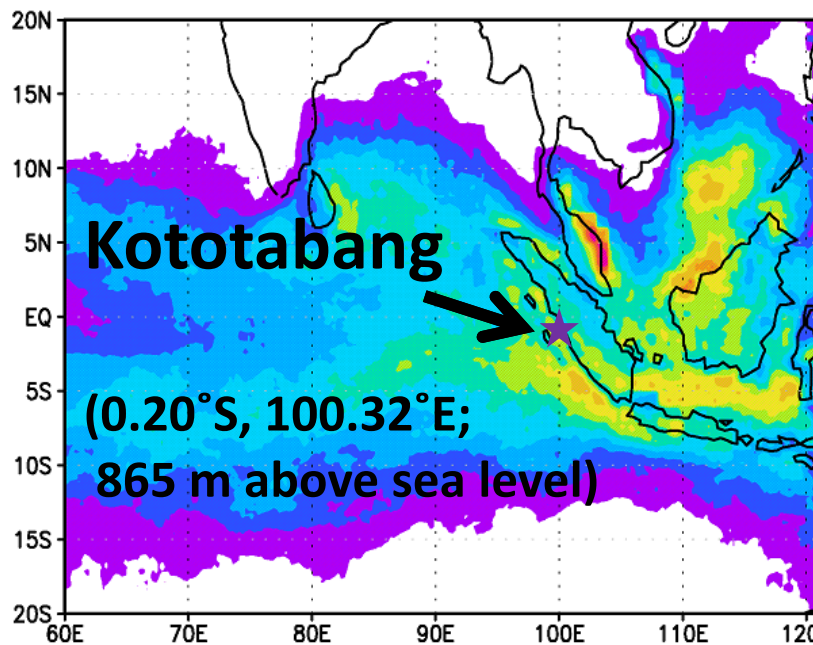 20N
15N
10N
5N
EQ
5S
10S
15S
20S
Kototabang
(0.20˚S, 100.32˚E;
865 m above sea level)
60E 70E 80E 90E 100E 110E 120